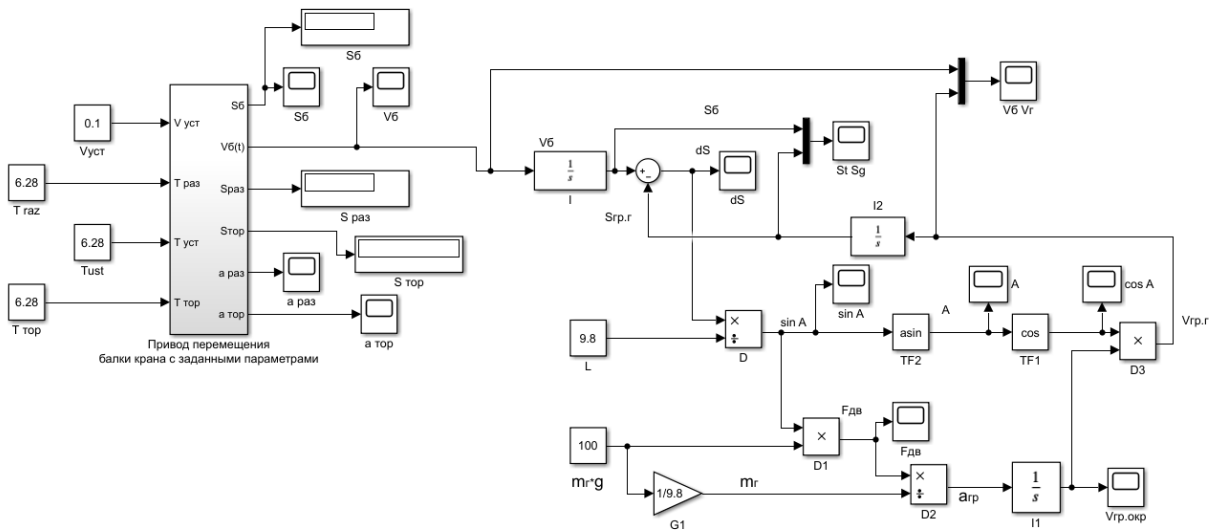 Sб
Sб
Vб
0.1
Vуст
6.28
T raz
6.28
Tust
6.28
Т тор
V уст
T раз
T уст
T тор
Sб
Vб(t)
Sраз
Sтор
a раз
a тор
Привод перемещения
балки крана с заданными параметрами
S раз
S тор
а раз
а тор
Vб
1
s
I
Sб
+
−
dS
dS
St Sg
Vб Vг
Sгр.г
I2
1
s
sin A
sin A
A
A
cos A
Vгр.г
9.8
L
×
÷
D
asin
TF2
cos
TF1
×
D3
100
mг*g
×
D1
Fдв
Fдв
1/9.8
G1
mг
×
÷
D2
aгр
1
s
I1
Vгр.окр